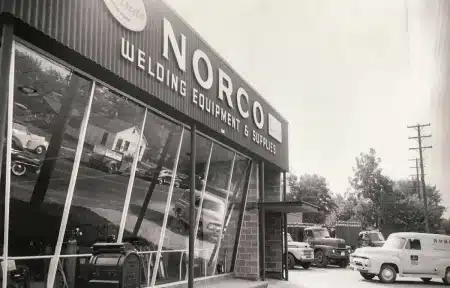 NORCO
WELDING EQUIPMENT & SUPPLIES